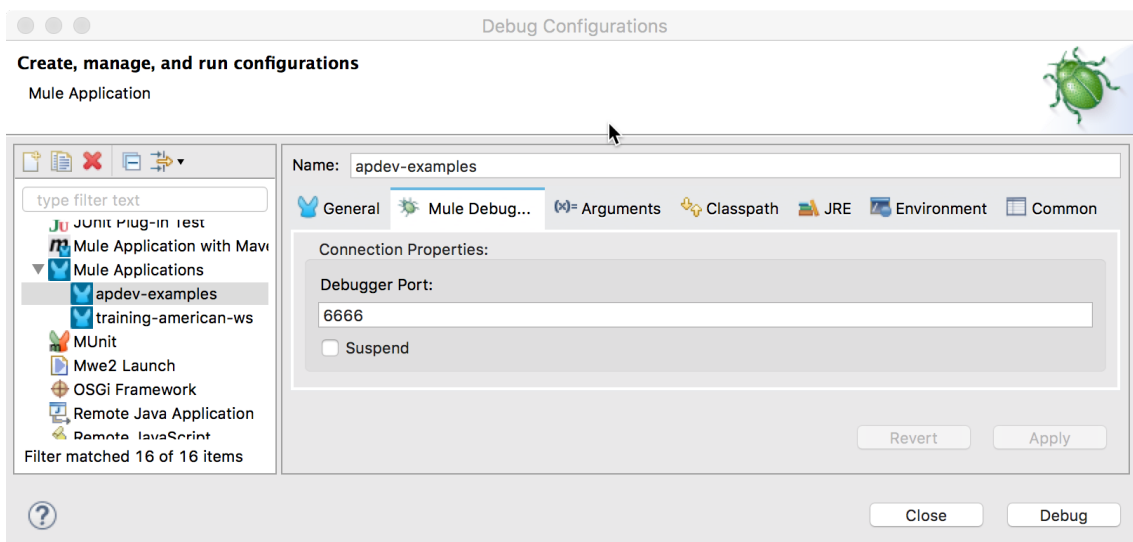 Debug Configurations
Create, manage, and run configurations
Mule Application
type filter text
JUnit Plug-in Test
Mule Application with Mave
Mule Applications
apdev-examples
training-american-ws
MUnit
Mwe2 Launch
OSGi Framework
Remote Java Application
Remote JavaScript
Filter matched 16 of 16 items
Name: apdev-examples
General Mule Debug... (x)= Arguments Classpath JRE Environment Common
Connection Properties:
Debugger Port:
6666
Suspend
Revert Apply
? Close Debug